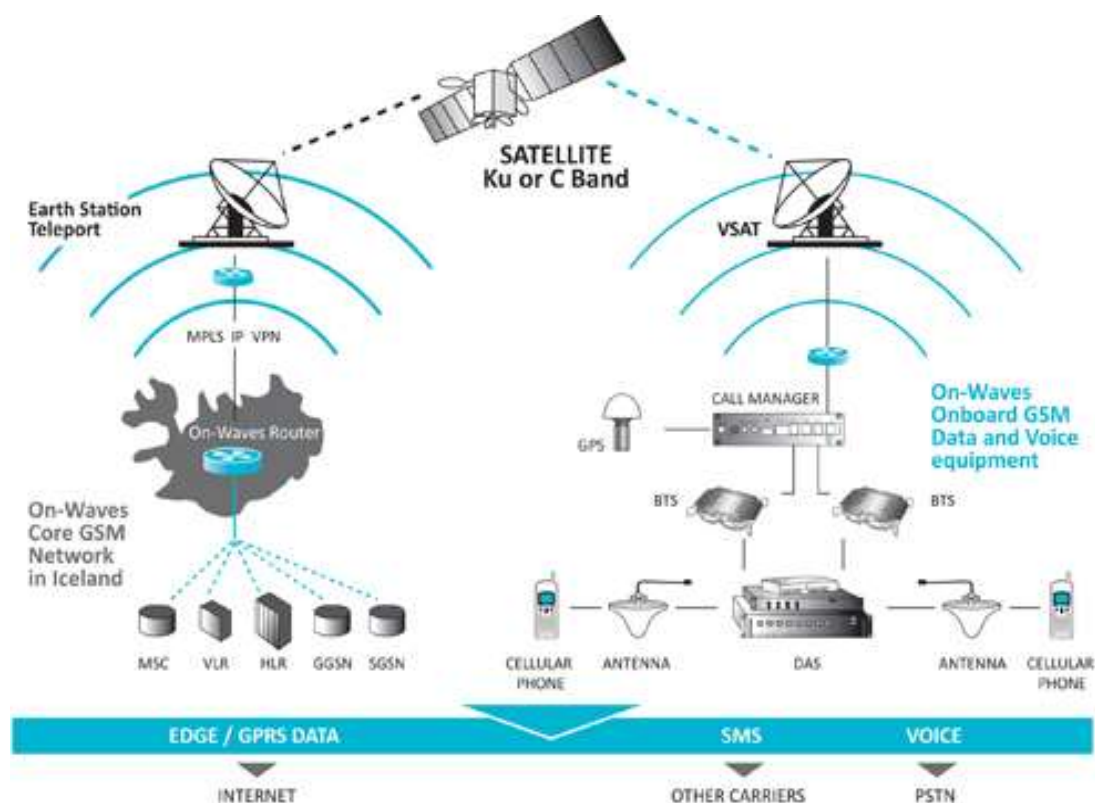 SATELLITE
Ku or C Band
Earth Station
Teleport
VSAT
MPLS IP VPN
On-Waves Router
On-Waves
Core GSM
Network
in Iceland
MSC VLR HLR GGSN SGSN
CALL MANAGER
GPS
On-Waves
Onboard GSM
Data and Voice
equipment
BTS BTS
CELLULAR
PHONE
ANTENNA
DAS
ANTENNA
CELLULAR
PHONE
EDGE / GPRS DATA SMS VOICE
INTERNET OTHER CARRIERS PSTN